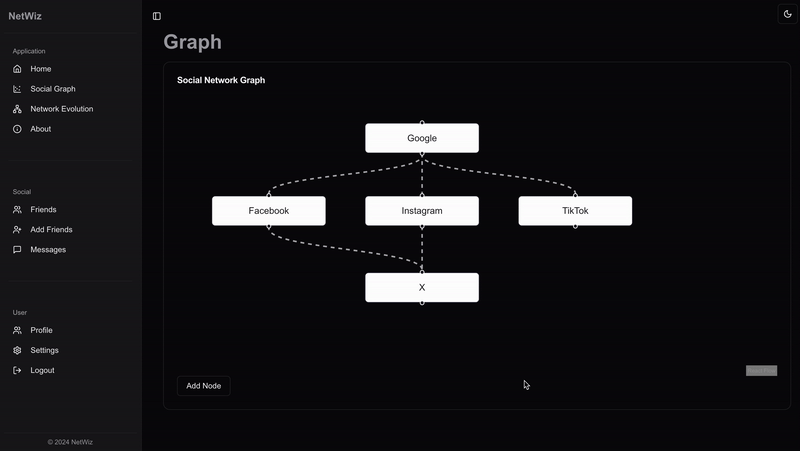 NetWiz
Application
Home
Social Graph
Network Evolution
About
Social
Friends
Add Friends
Messages
User
Profile
Settings
Logout
© 2024 NetWiz
Graph
Social Network Graph
Google
Facebook
Instagram
TikTok
X
Add Node